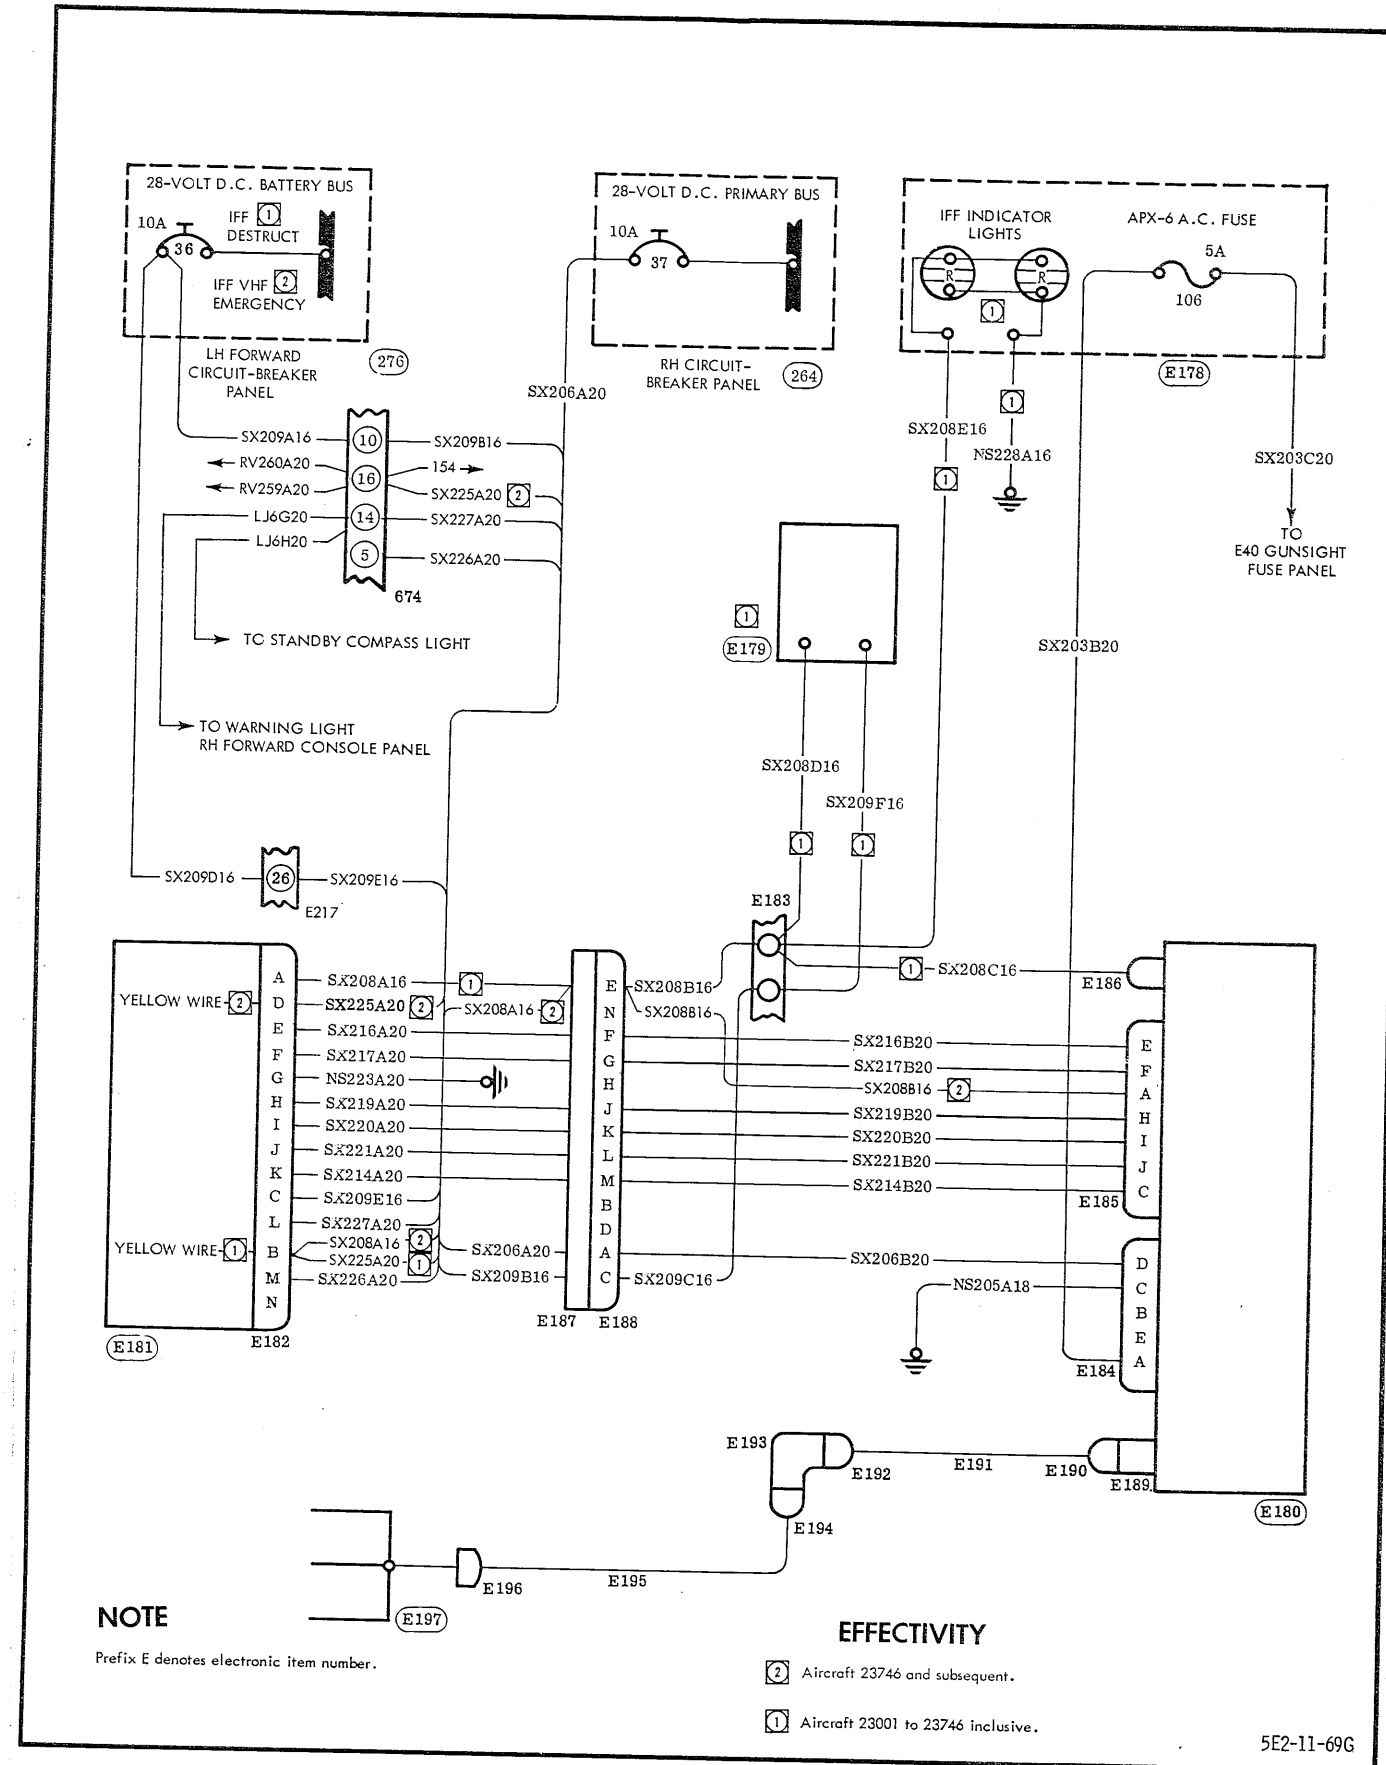 28-VOLT D.C. BATTERY BUS
10A
IFF 1
DESTRUCT
36
IFF VHF 2
EMERGENCY
LH FORWARD
CIRCUIT-BREAKER
PANEL
276
28-VOLT D.C. PRIMARY BUS
10A
37
RH CIRCUIT-
BREAKER PANEL
264
IFF INDICATOR
LIGHTS
R
R
1
APX-6 A.C. FUSE
5A
106
E178
SX206A20
SX209A16
10
SX209B16
RV260A20
16
154
RV259A20
SX225A20 2
LJ6G20
14
SX227A20
LJ6H20
5
SX226A20
674
TO STANDBY COMPASS LIGHT
TO WARNING LIGHT
RH FORWARD CONSOLE PANEL
1
SX208E16
NS228A16
1
SX203C20
TO
E40 GUNSIGHT
FUSE PANEL
1
E179
SX203B20
SX208D16
SX209F16
1
1
SX209D16
26
SX209E16
E217
E183
1
SX208C16
E186
YELLOW WIRE 2
YELLOW WIRE 1
A
D
E
F
G
H
I
J
K
C
L
B
M
N
E181
E182
SX208A16
1
SX225A20
2
SX208A16
2
SX216A20
SX217A20
NS223A20
SX219A20
SX220A20
SX221A20
SX214A20
SX209E16
SX227A20
SX208A16
2
SX225A20
1
SX226A20
SX206A20
SX209B16
E
N
F
G
H
J
K
L
M
B
D
A
C
E187
E188
SX208B16
SX208B16
SX216B20
SX217B20
SX208B16
2
SX219B20
SX220B20
SX221B20
SX214B20
SX206B20
SX209C16
NS205A18
E
F
A
H
I
J
C
E185
D
C
B
E
A
E184
E193
E192
E191
E190
E189
E180
E194
E196
E195
E197
NOTE
Prefix E denotes electronic item number.
EFFECTIVITY
2 Aircraft 23746 and subsequent.
1 Aircraft 23001 to 23746 inclusive.
5E2-11-69G